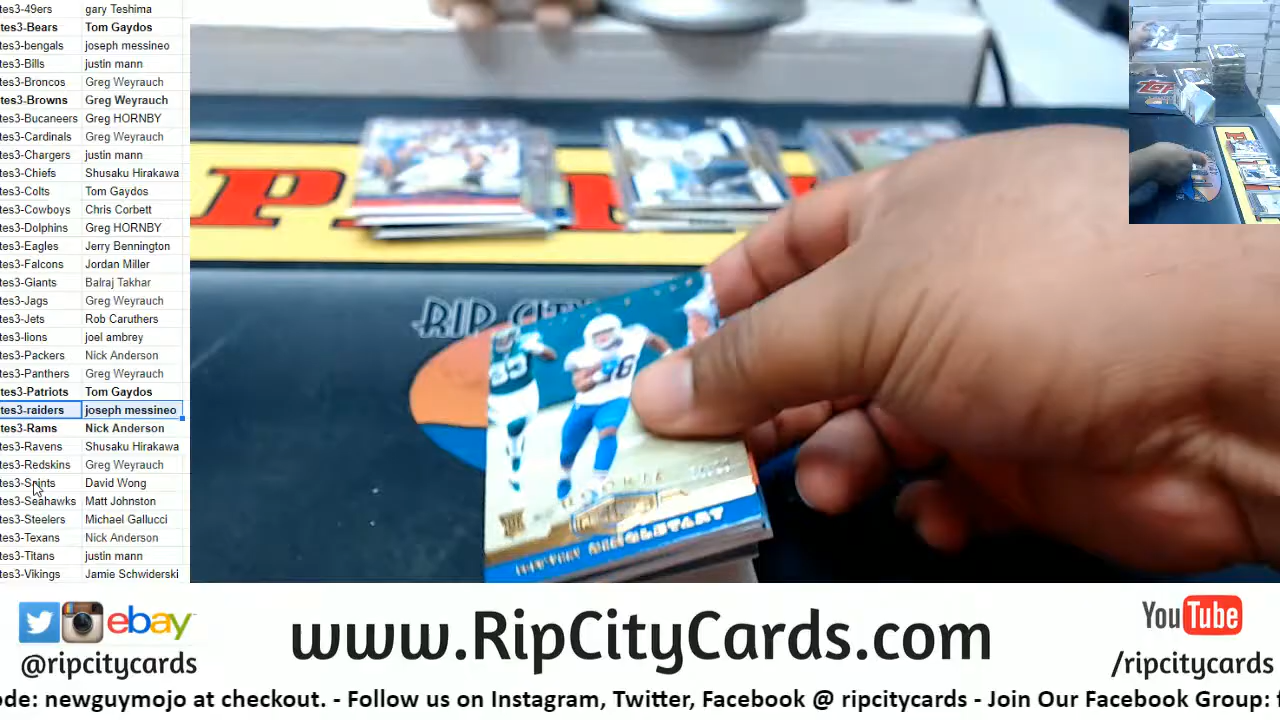 tes3-49ers gary Teshima
tes3-Bears Tom Gaydos
tes3-bengals joseph messineo
tes3-Bills justin mann
tes3-Broncos Greg Weyrauch
tes3-Browns Greg Weyrauch
tes3-Bucaneers Greg HORNBY
tes3-Cardinals Greg Weyrauch
tes3-Chargers justin mann
tes3-Chiefs Shusaku Hirakawa
tes3-Colts Tom Gaydos
tes3-Cowboys Chris Corbett
tes3-Dolphins Greg HORNBY
tes3-Eagles Jerry Bennington
tes3-Falcons Jordan Miller
tes3-Giants Balraj Takhar
tes3-Jags Greg Weyrauch
tes3-Jets Rob Caruthers
tes3-lions joel ambrey
tes3-Packers Nick Anderson
tes3-Panthers Greg Weyrauch
tes3-Patriots Tom Gaydos
tes3-raiders joseph messineo
tes3-Rams Nick Anderson
tes3-Ravens Shusaku Hirakawa
tes3-Redskins Greg Weyrauch
tes3-Snints David Wong
tes3-Seahawks Matt Johnston
tes3-Steelers Michael Gallucci
tes3-Texans Nick Anderson
tes3-Titans justin mann
tes3-Vikings Jamie Schwiderski
RIP CITY
ROOKIE
ebay
@ripcitycards
www.RipCityCards.com
YouTube
/ripcitycards
ode: newguymojo at checkout. - Follow us on Instagram, Twitter, Facebook @ ripcitycards - Join Our Facebook Group: f